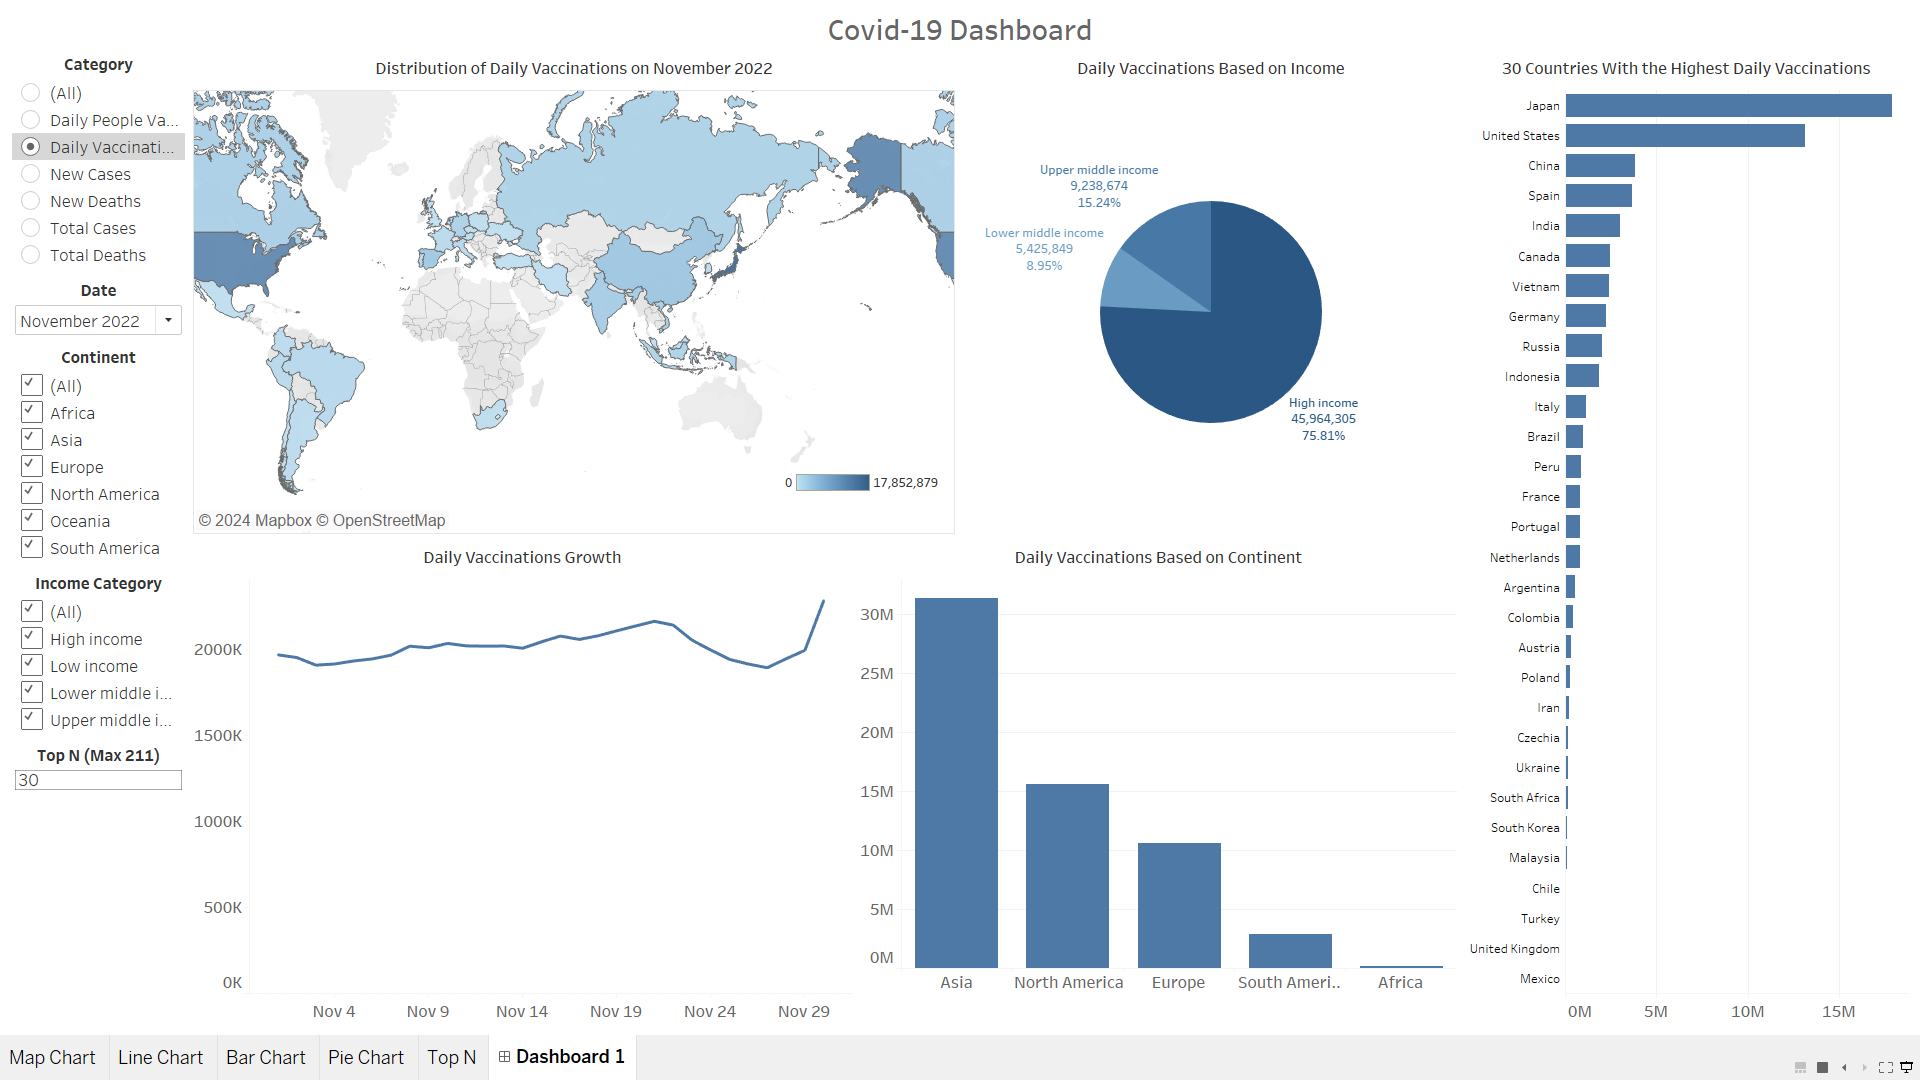 Covid-19 Dashboard
Category
(All)
Daily People Va...
Daily Vaccinati...
New Cases
New Deaths
Total Cases
Total Deaths
Date
November 2022
Continent
(All)
Africa
Asia
Europe
North America
Oceania
South America
Income Category
(All)
High income
Low income
Lower middle i...
Upper middle i...
Top N (Max 211)
30
Distribution of Daily Vaccinations on November 2022
0
17,852,879
© 2024 Mapbox © OpenStreetMap
Daily Vaccinations Based on Income
Upper middle income
9,238,674
15.24%
Lower middle income
5,425,849
8.95%
High income
45,964,305
75.81%
30 Countries With the Highest Daily Vaccinations
Japan
United States
China
Spain
India
Canada
Vietnam
Germany
Russia
Indonesia
Italy
Brazil
Peru
France
Portugal
Netherlands
Argentina
Colombia
Austria
Poland
Iran
Czechia
Ukraine
South Africa
South Korea
Malaysia
Chile
Turkey
United Kingdom
Mexico
0M 5M 10M 15M
Daily Vaccinations Growth
2000K
1500K
1000K
500K
0K
Nov 4 Nov 9 Nov 14 Nov 19 Nov 24 Nov 29
Daily Vaccinations Based on Continent
30M
25M
20M
15M
10M
5M
0M
Asia North America Europe South Ameri.. Africa
Map Chart Line Chart Bar Chart Pie Chart Top N Dashboard 1